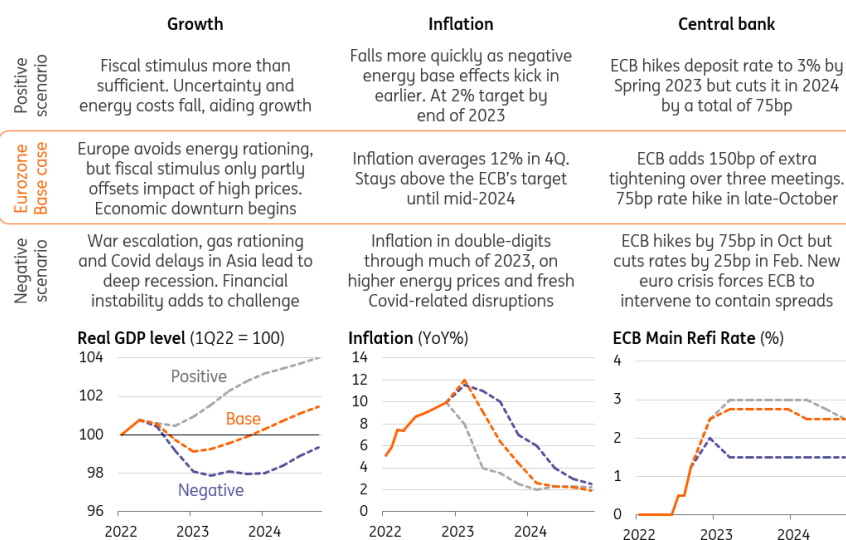 Growth
Inflation
Central bank
Positive
scenario
Fiscal stimulus more than
sufficient. Uncertainty and
energy costs fall, aiding growth
Falls more quickly as negative
energy base effects kick in
earlier. At 2% target by
end of 2023
ECB hikes deposit rate to 3% by
Spring 2023 but cuts it in 2024
by a total of 75bp
Eurozone
Base case
Europe avoids energy rationing,
but fiscal stimulus only partly
offsets impact of high prices.
Economic downturn begins
Inflation averages 12% in 4Q.
Stays above the ECB's target
until mid-2024
ECB adds 150bp of extra
tightening over three meetings.
75bp rate hike in late-October
Negative
scenario
War escalation, gas rationing
and Covid delays in Asia lead to
deep recession. Financial
instability adds to challenge
Inflation in double-digits
through much of 2023, on
higher energy prices and fresh
Covid-related disruptions
ECB hikes by 75bp in Oct but
cuts rates by 25bp in Feb. New
euro crisis forces ECB to
intervene to contain spreads
Real GDP level (1Q22 = 100)
104
102
100
98
96
Positive
Base
Negative
2022
2023
2024
Inflation (YoY%)
14
12
10
8
6
4
2
0
2022
2023
2024
ECB Main Refi Rate (%)
4
3
2
1
0
2022
2023
2024